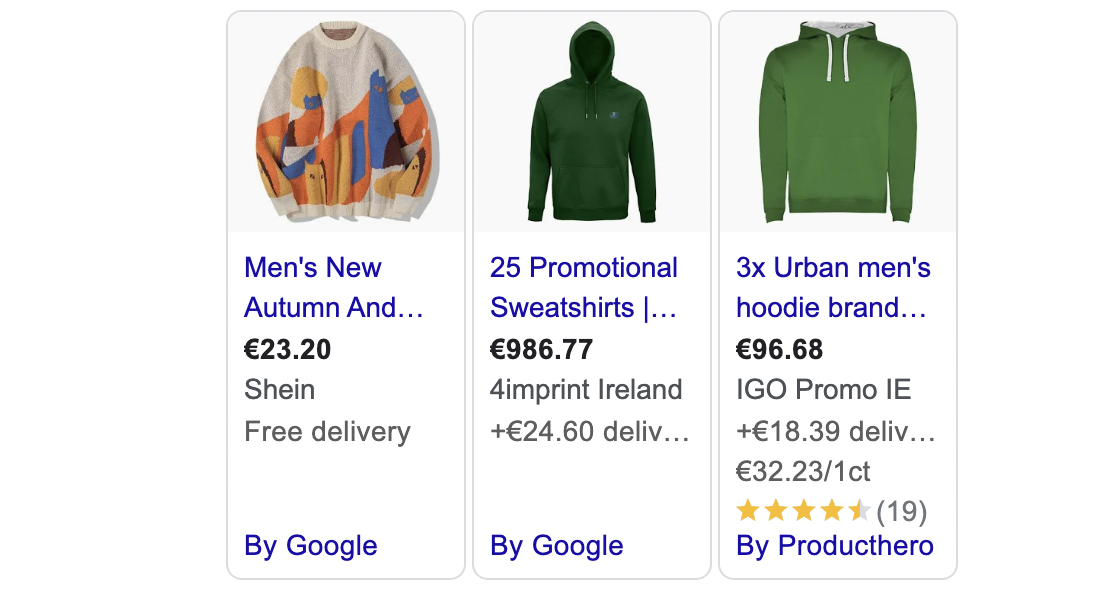 Men's New
Autumn And…
€23.20
Shein
Free delivery
By Google
25 Promotional
Sweatshirts |…
€986.77
4imprint Ireland
+€24.60 deliv…
By Google
3x Urban men's
hoodie brand…
€96.68
IGO Promo IE
+€18.39 deliv…
€32.23/1ct
(19)
By Producthero